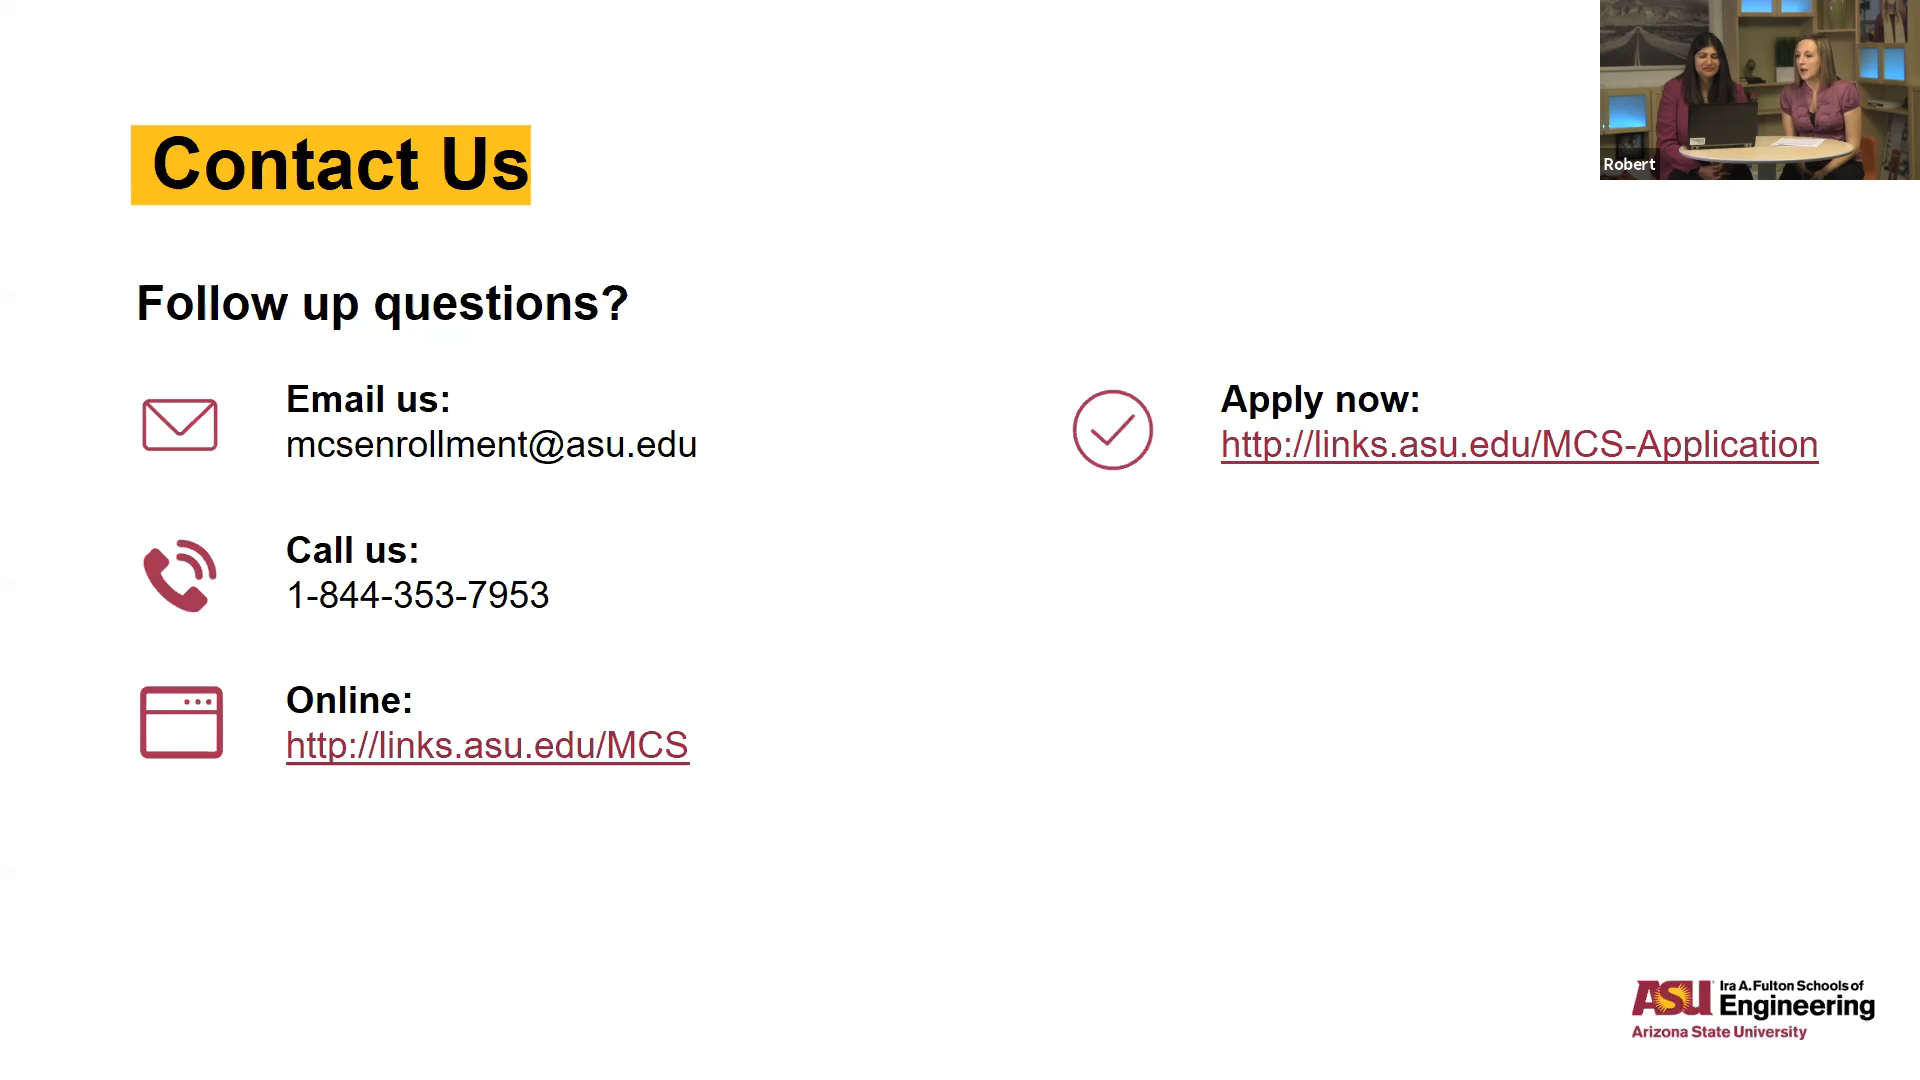 Contact Us
Follow up questions?
Email us:
mcsenrollment@asu.edu
Call us:
1-844-353-7953
Online:
http://links.asu.edu/MCS
Apply now:
http://links.asu.edu/MCS-Application
Robert
ASU Ira A. Fulton Schools of
Engineering
Arizona State University